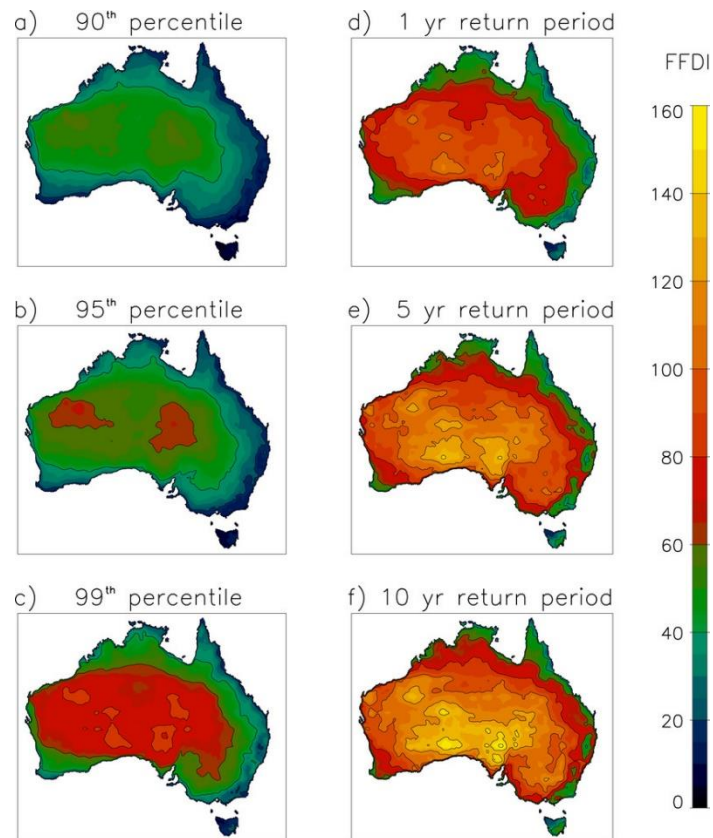 a) 90th percentile
d) 1 yr return period
FFDI
b) 95th percentile
e) 5 yr return period
c) 99th percentile
f) 10 yr return period
160
140
120
100
80
60
40
20
0